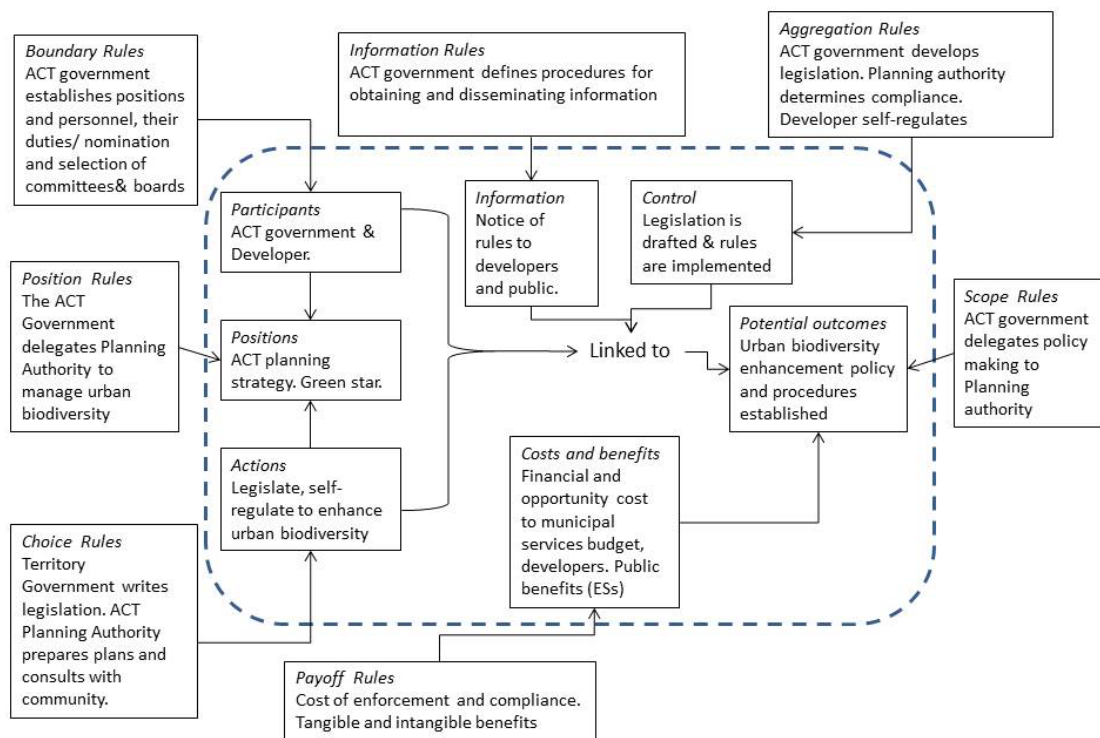 Boundary Rules
ACT government
establishes positions
and personnel, their
duties/ nomination
and selection of
committees& boards
Information Rules
ACT government defines procedures for
obtaining and disseminating information
Aggregation Rules
ACT government develops
legislation. Planning authority
determines compliance.
Developer self-regulates
Participants
ACT government &
Developer.
Information
Notice of
rules to
developers
and public.
Control
Legislation is
drafted & rules
are implemented
Position Rules
The ACT
Government
delegates Planning
Authority to
manage urban
biodiversity
Positions
ACT planning
strategy. Green star.
Linked to
Potential outcomes
Urban biodiversity
enhancement policy
and procedures
established
Scope Rules
ACT government
delegates policy
making to
Planning
authority
Actions
Legislate, self-
regulate to enhance
urban biodiversity
Costs and benefits
Financial and
opportunity cost
to municipal
services budget,
developers. Public
benefits (ESs)
Choice Rules
Territory
Government writes
legislation. ACT
Planning Authority
prepares plans and
consults with
community.
Payoff Rules
Cost of enforcement and compliance.
Tangible and intangible benefits